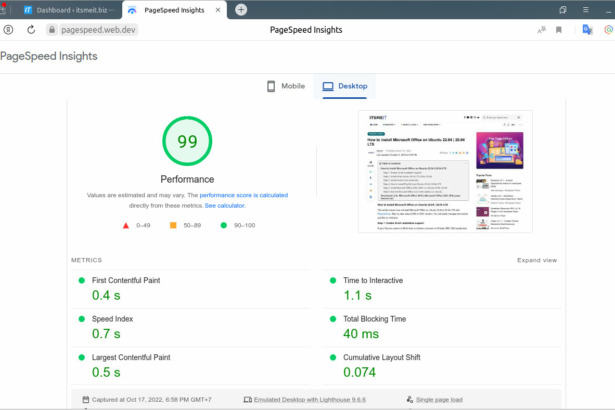 Dashboard ‹ itsmeit.biz —
PageSpeed Insights
pagespeed.web.dev
PageSpeed Insights
PageSpeed Insights
Mobile
Desktop
99
Performance
Values are estimated and may vary. The performance score is calculated
directly from these metrics. See calculator.
0–49
50–89
90–100
ITSMEIT
How to install Microsoft Office on Ubuntu 22.04 | 20.04
LTS
METRICS
Expand view
First Contentful Paint
0.4 s
Time to Interactive
1.1 s
Speed Index
0.7 s
Total Blocking Time
40 ms
Largest Contentful Paint
0.5 s
Cumulative Layout Shift
0.074
Captured at Oct 17, 2022, 6:58 PM GMT+7
Emulated Desktop with Lighthouse 9.6.6
Single page load